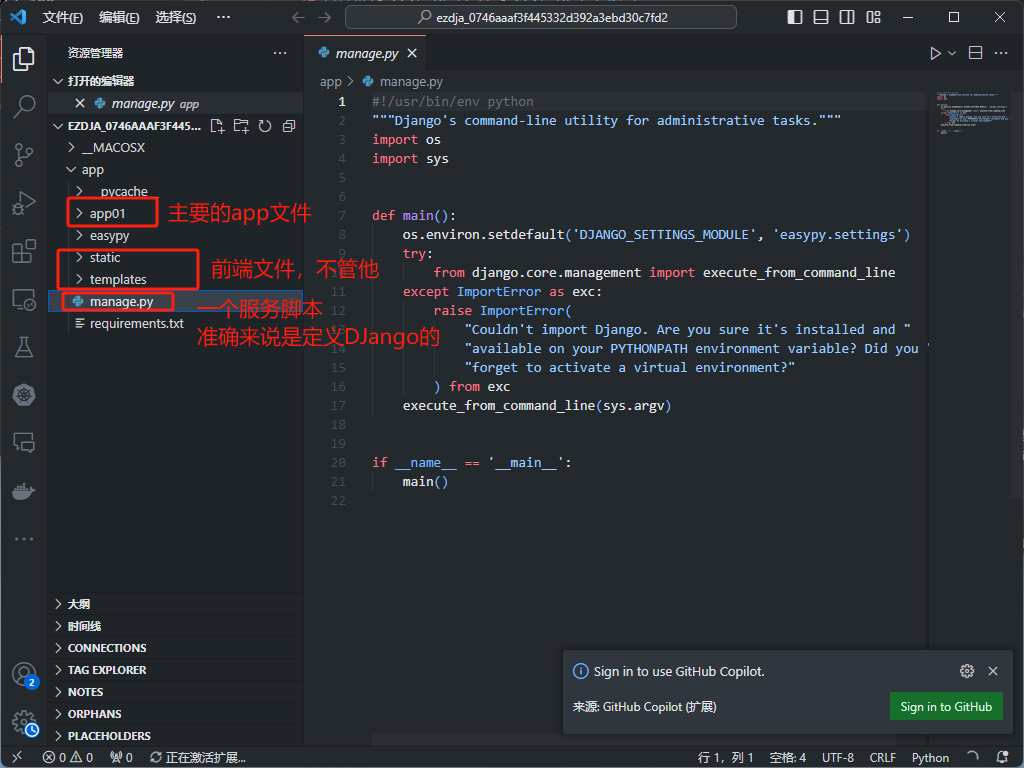 文件(F) 编辑(E) 选择(S) ··· ezdja_0746aaaf3f445332d392a3ebd30c7fd2
资源管理器 ···
打开的编辑器
manage.py app
EZDJA_0746AAAF3F445...
__MACOSX
app
__pycache__
app01
主要的app文件
easypy
static
前端文件，不管他
templates
manage.py
一个服务脚本
准确来说是定义DJango的
requirements.txt
大纲
时间线
CONNECTIONS
TAG EXPLORER
NOTES
ORPHANS
PLACEHOLDERS
manage.py
app > manage.py
1 #!/usr/bin/env python
2 """Django's command-line utility for administrative tasks."""
3 import os
4 import sys
5
6
7 def main():
8 os.environ.setdefault('DJANGO_SETTINGS_MODULE', 'easypy.settings')
try:
from django.core.management import execute_from_command_line
11 except ImportError as exc:
12 raise ImportError(
"Couldn't import Django. Are you sure it's installed and "
14 "available on your PYTHONPATH environment variable? Did you "
15 "forget to activate a virtual environment?"
16 ) from exc
17 execute_from_command_line(sys.argv)
18
19
20 if __name__ == '__main__':
21 main()
22
Sign in to use GitHub Copilot.
来源: GitHub Copilot (扩展)
Sign in to GitHub
2
0 0 0 正在激活扩展... 行 1，列 1 空格: 4 UTF-8 CRLF Python